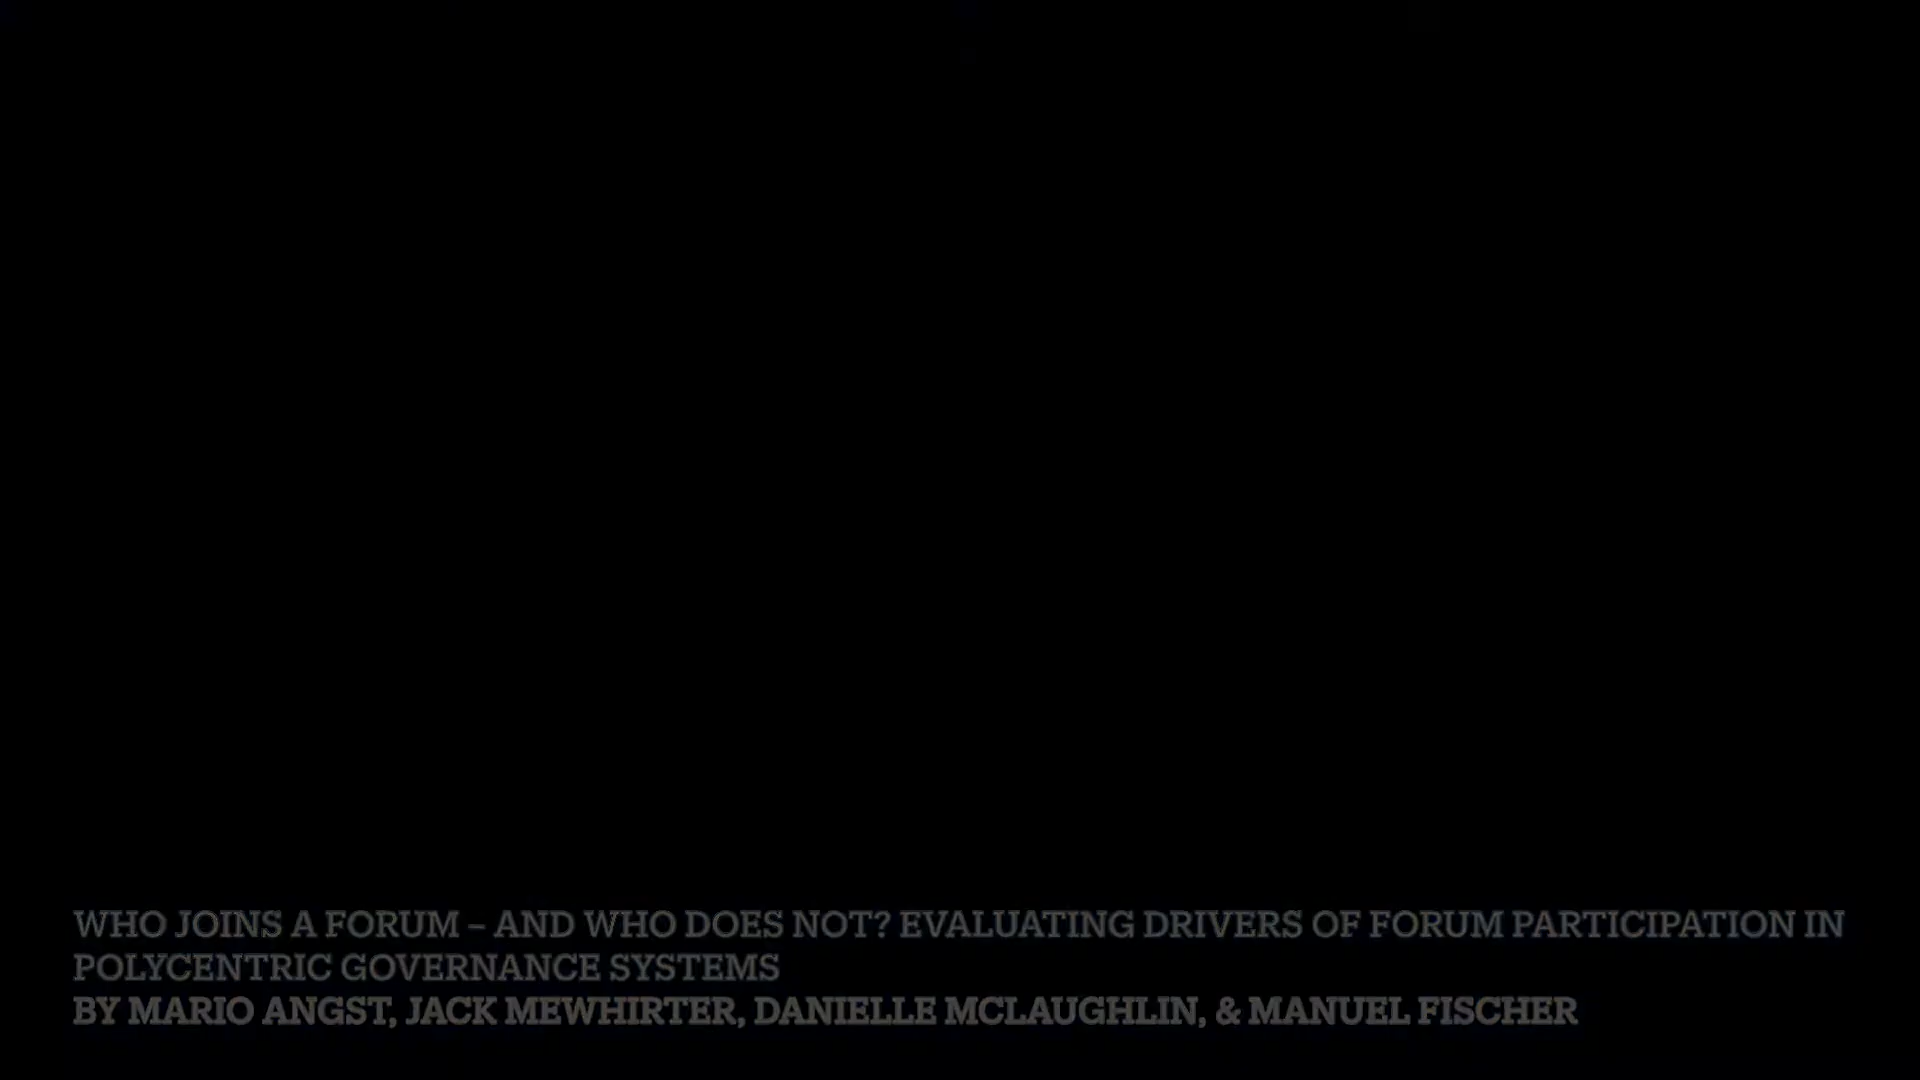 WHO JOINS A FORUM – AND WHO DOES NOT? EVALUATING DRIVERS OF FORUM PARTICIPATION IN
POLYCENTRIC GOVERNANCE SYSTEMS
BY MARIO ANGST, JACK MEWHIRTER, DANIELLE MCLAUGHLIN, & MANUEL FISCHER